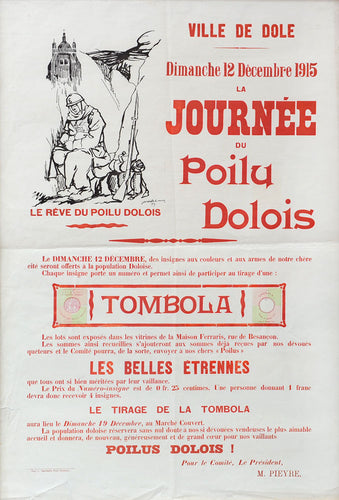 VILLE DE DOLE
Dimanche 12 Décembre 1915
LA
JOURNÉE
DU
Poilu
Dolois
LE RÊVE DU POILU DOLOIS
Le DIMANCHE 12 DÉCEMBRE, des insignes aux couleurs et aux armes de notre chère
cité seront offerts à la population Doloise.
Chaque insigne porte un numéro et permet ainsi de participer au tirage d'une :
TOMBOLA
Les lots sont exposés dans les vitrines de la Maison Ferraris, rue de Besançon.
Les sommes ainsi recueillies s'ajouteront aux sommes déjà reçues par nos dévoués
quêteurs et le Comité pourra, de la sorte, envoyer à nos chers « Poilus »
LES BELLES ÉTRENNES
que tous ont si bien méritées par leur vaillance.
Le Prix du Numéro-insigne est de 0 fr. 25 centimes. Une personne donnant 1 franc
devra donc recevoir 4 insignes.
LE TIRAGE DE LA TOMBOLA
aura lieu le Dimanche 19 Décembre, au Marché Couvert.
La population doloise réservera sans nul doute à nos si dévouées vendeuses le plus aimable
accueil et donnera, de nouveau, généreusement et de grand cœur pour nos vaillants
POILUS DOLOIS !
Pour le Comité, Le Président,
M. PIEYRE.